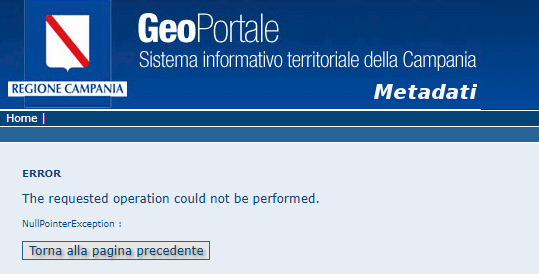 GeoPortale
Sistema informativo territoriale della Campania
REGIONE CAMPANIA
Metadati
Home |
ERROR
The requested operation could not be performed.
NullPointerException :
Torna alla pagina precedente